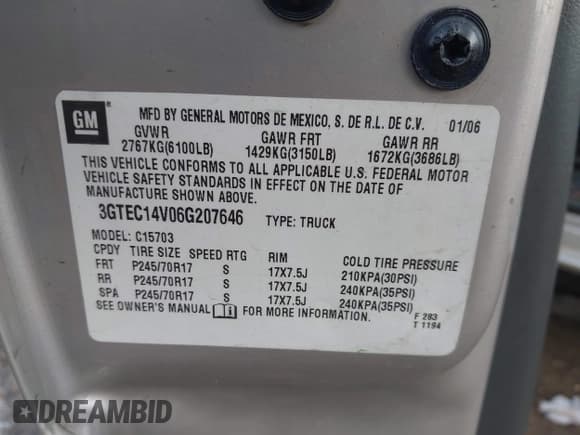 GM
MFD BY GENERAL MOTORS DE MEXICO, S. DE R.L. DE C.V. 01/06
GVWR GAWR FRT GAWR RR
2767KG(6100LB) 1429KG(3150LB) 1672KG(3686LB)
THIS VEHICLE CONFORMS TO ALL APPLICABLE U.S. FEDERAL MOTOR
VEHICLE SAFETY STANDARDS IN EFFECT ON THE DATE OF
MANUFACTURE SHOWN ABOVE.
3GTEC14V06G207646 TYPE: TRUCK
MODEL: C15703
CPDY TIRE SIZE SPEED RTG RIM COLD TIRE PRESSURE
FRT P245/70R17 S 17X7.5J 210KPA(30PSI)
RR P245/70R17 S 17X7.5J 240KPA(35PSI)
SPA P245/70R17 S 17X7.5J 240KPA(35PSI)
SEE OWNER'S MANUAL FOR MORE INFORMATION.
F 283
T 1194
DREAMBID